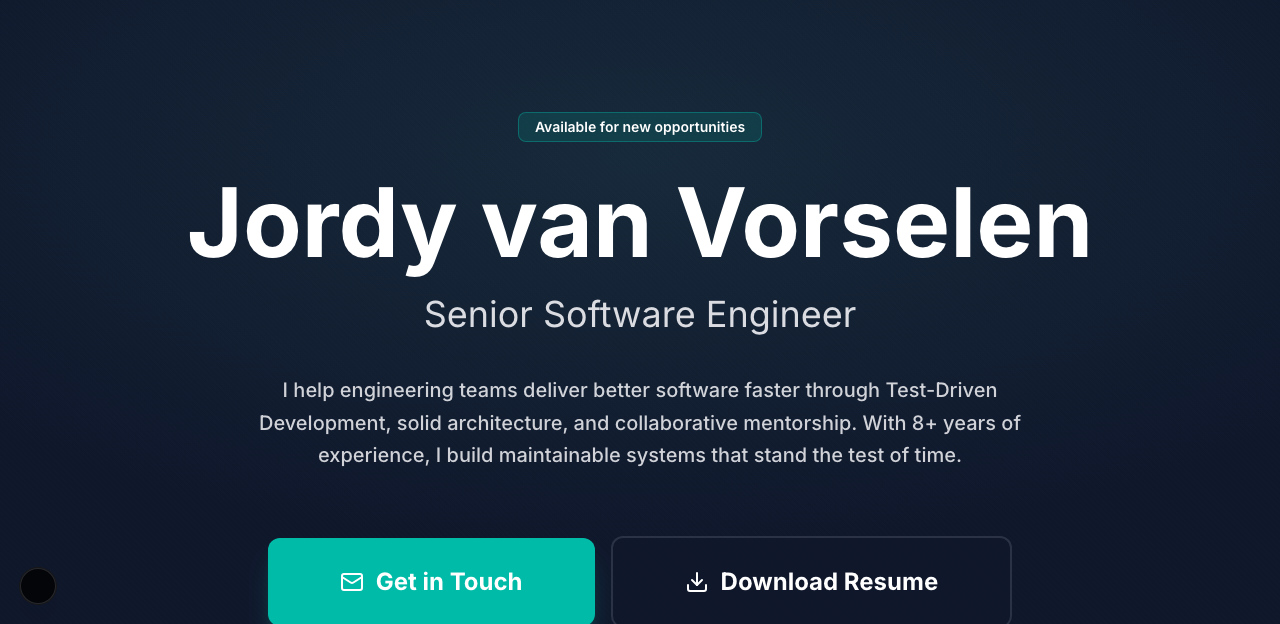 Available for new opportunities
Jordy van Vorselen
Senior Software Engineer
I help engineering teams deliver better software faster through Test-Driven
Development, solid architecture, and collaborative mentorship. With 8+ years of
experience, I build maintainable systems that stand the test of time.
Get in Touch
Download Resume